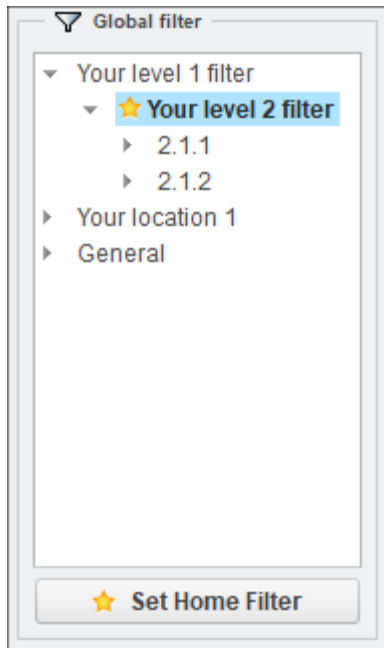 Global filter
Your level 1 filter
Your level 2 filter
2.1.1
2.1.2
Your location 1
General
Set Home Filter